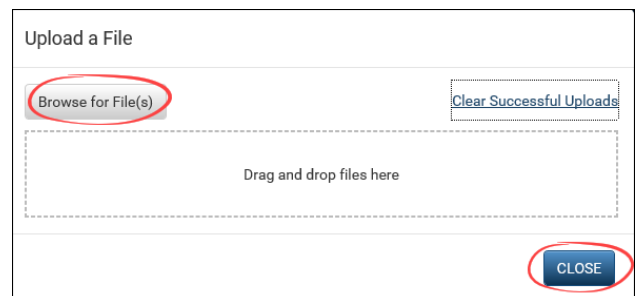 Upload a File
Browse for File(s)
Clear Successful Uploads
Drag and drop files here
CLOSE